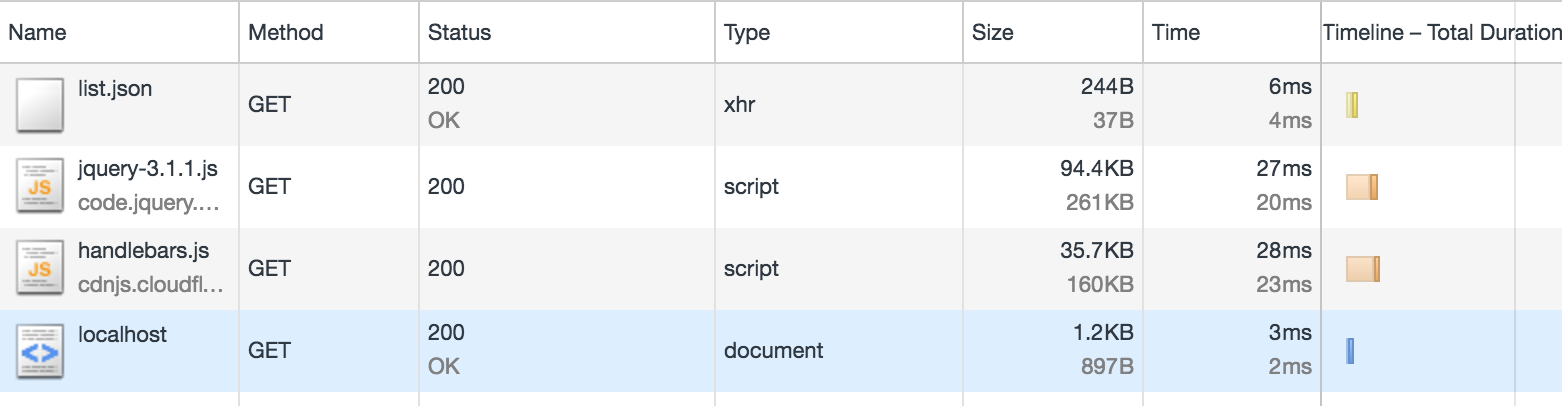 Name Method Status Type Size Time Timeline – Total Duration
list.json GET 200 OK xhr 244B 37B 6ms 4ms
JS jquery-3.1.1.js code.jquery.… GET 200 script 94.4KB 261KB 27ms 20ms
JS handlebars.js cdnjs.cloudfl… GET 200 script 35.7KB 160KB 28ms 23ms
<> localhost GET 200 OK document 1.2KB 897B 3ms 2ms